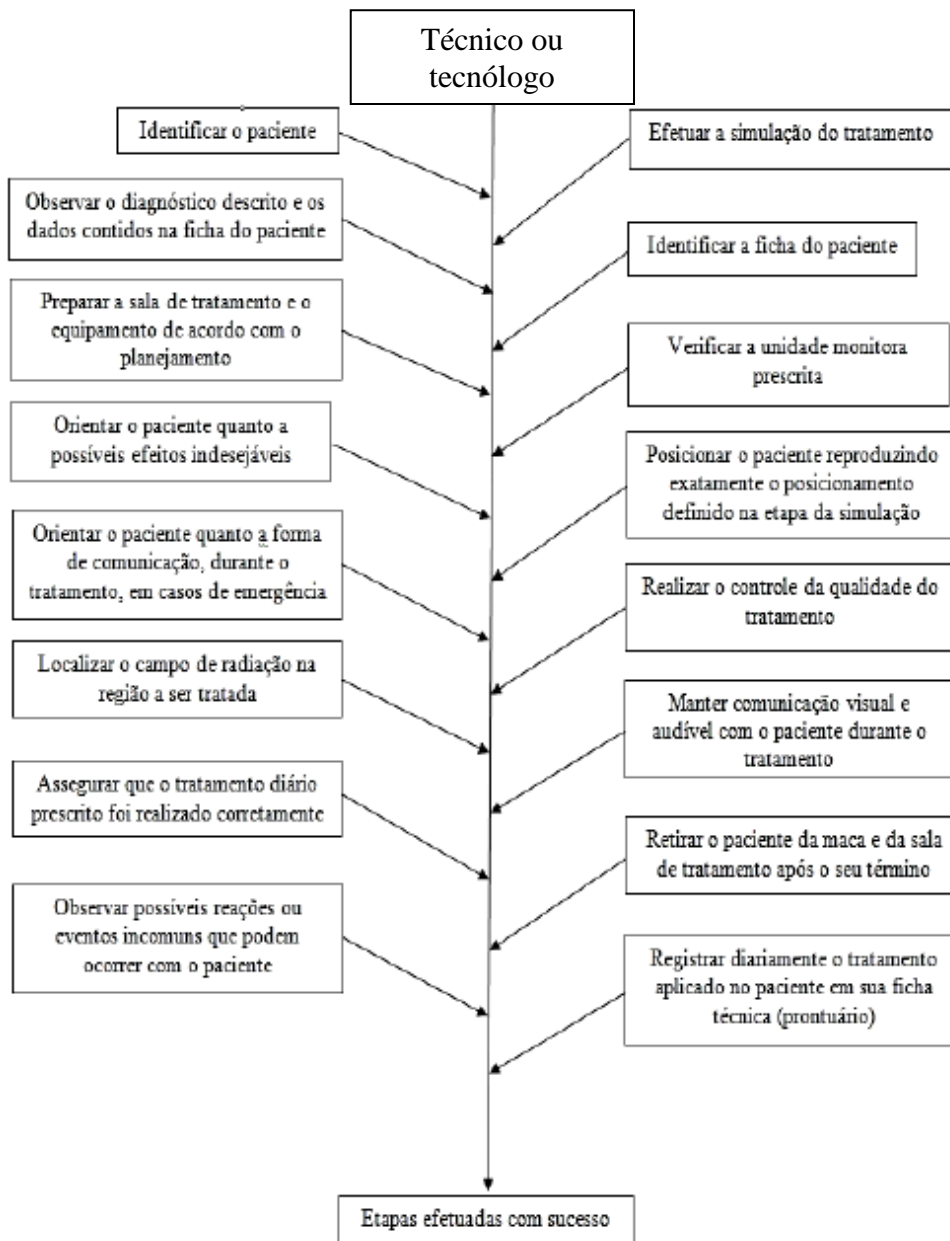 Técnico ou
tecnólogo
Identificar o paciente
Efetuar a simulação do tratamento
Observar o diagnóstico descrito e os
dados contidos na ficha do paciente
Identificar a ficha do paciente
Preparar a sala de tratamento e o
equipamento de acordo com o
planejamento
Verificar a unidade monitora
prescrita
Orientar o paciente quanto a
possíveis efeitos indesejáveis
Posicionar o paciente reproduzindo
exatamente o posicionamento
definido na etapa da simulação
Orientar o paciente quanto a forma
de comunicação, durante o
tratamento, em casos de emergência
Realizar o controle da qualidade do
tratamento
Localizar o campo de radiação na
região a ser tratada
Manter comunicação visual e
audível com o paciente durante o
tratamento
Assegurar que o tratamento diário
prescrito foi realizado corretamente
Retirar o paciente da maca e da sala
de tratamento após o seu término
Observar possíveis reações ou
eventos incomuns que podem
ocorrer com o paciente
Registrar diariamente o tratamento
aplicado no paciente em sua ficha
técnica (prontuário)
Etapas efetuadas com sucesso